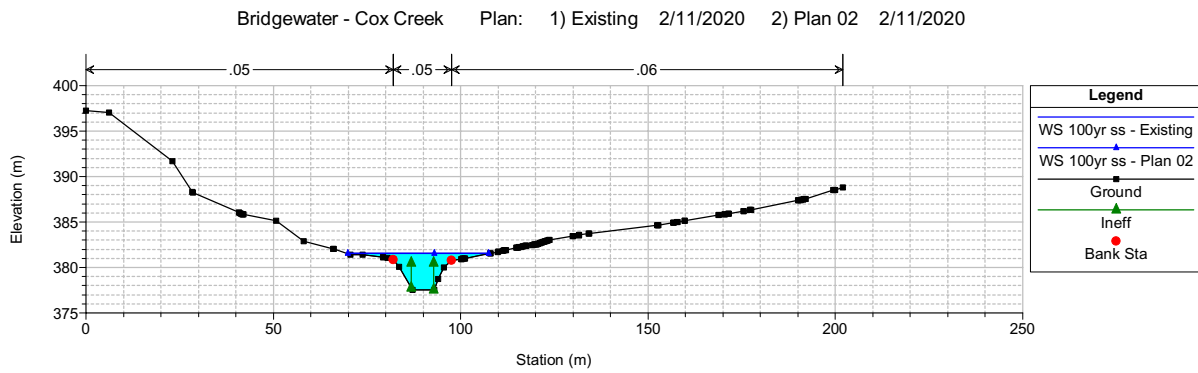 Bridgewater - Cox Creek Plan: 1) Existing 2/11/2020 2) Plan 02 2/11/2020
.05 .05 .06
400
395
390
385
380
375
0 50 100 150 200 250
Elevation (m)
Station (m)
Legend
WS 100yr ss - Existing
WS 100yr ss - Plan 02
Ground
Ineff
Bank Sta